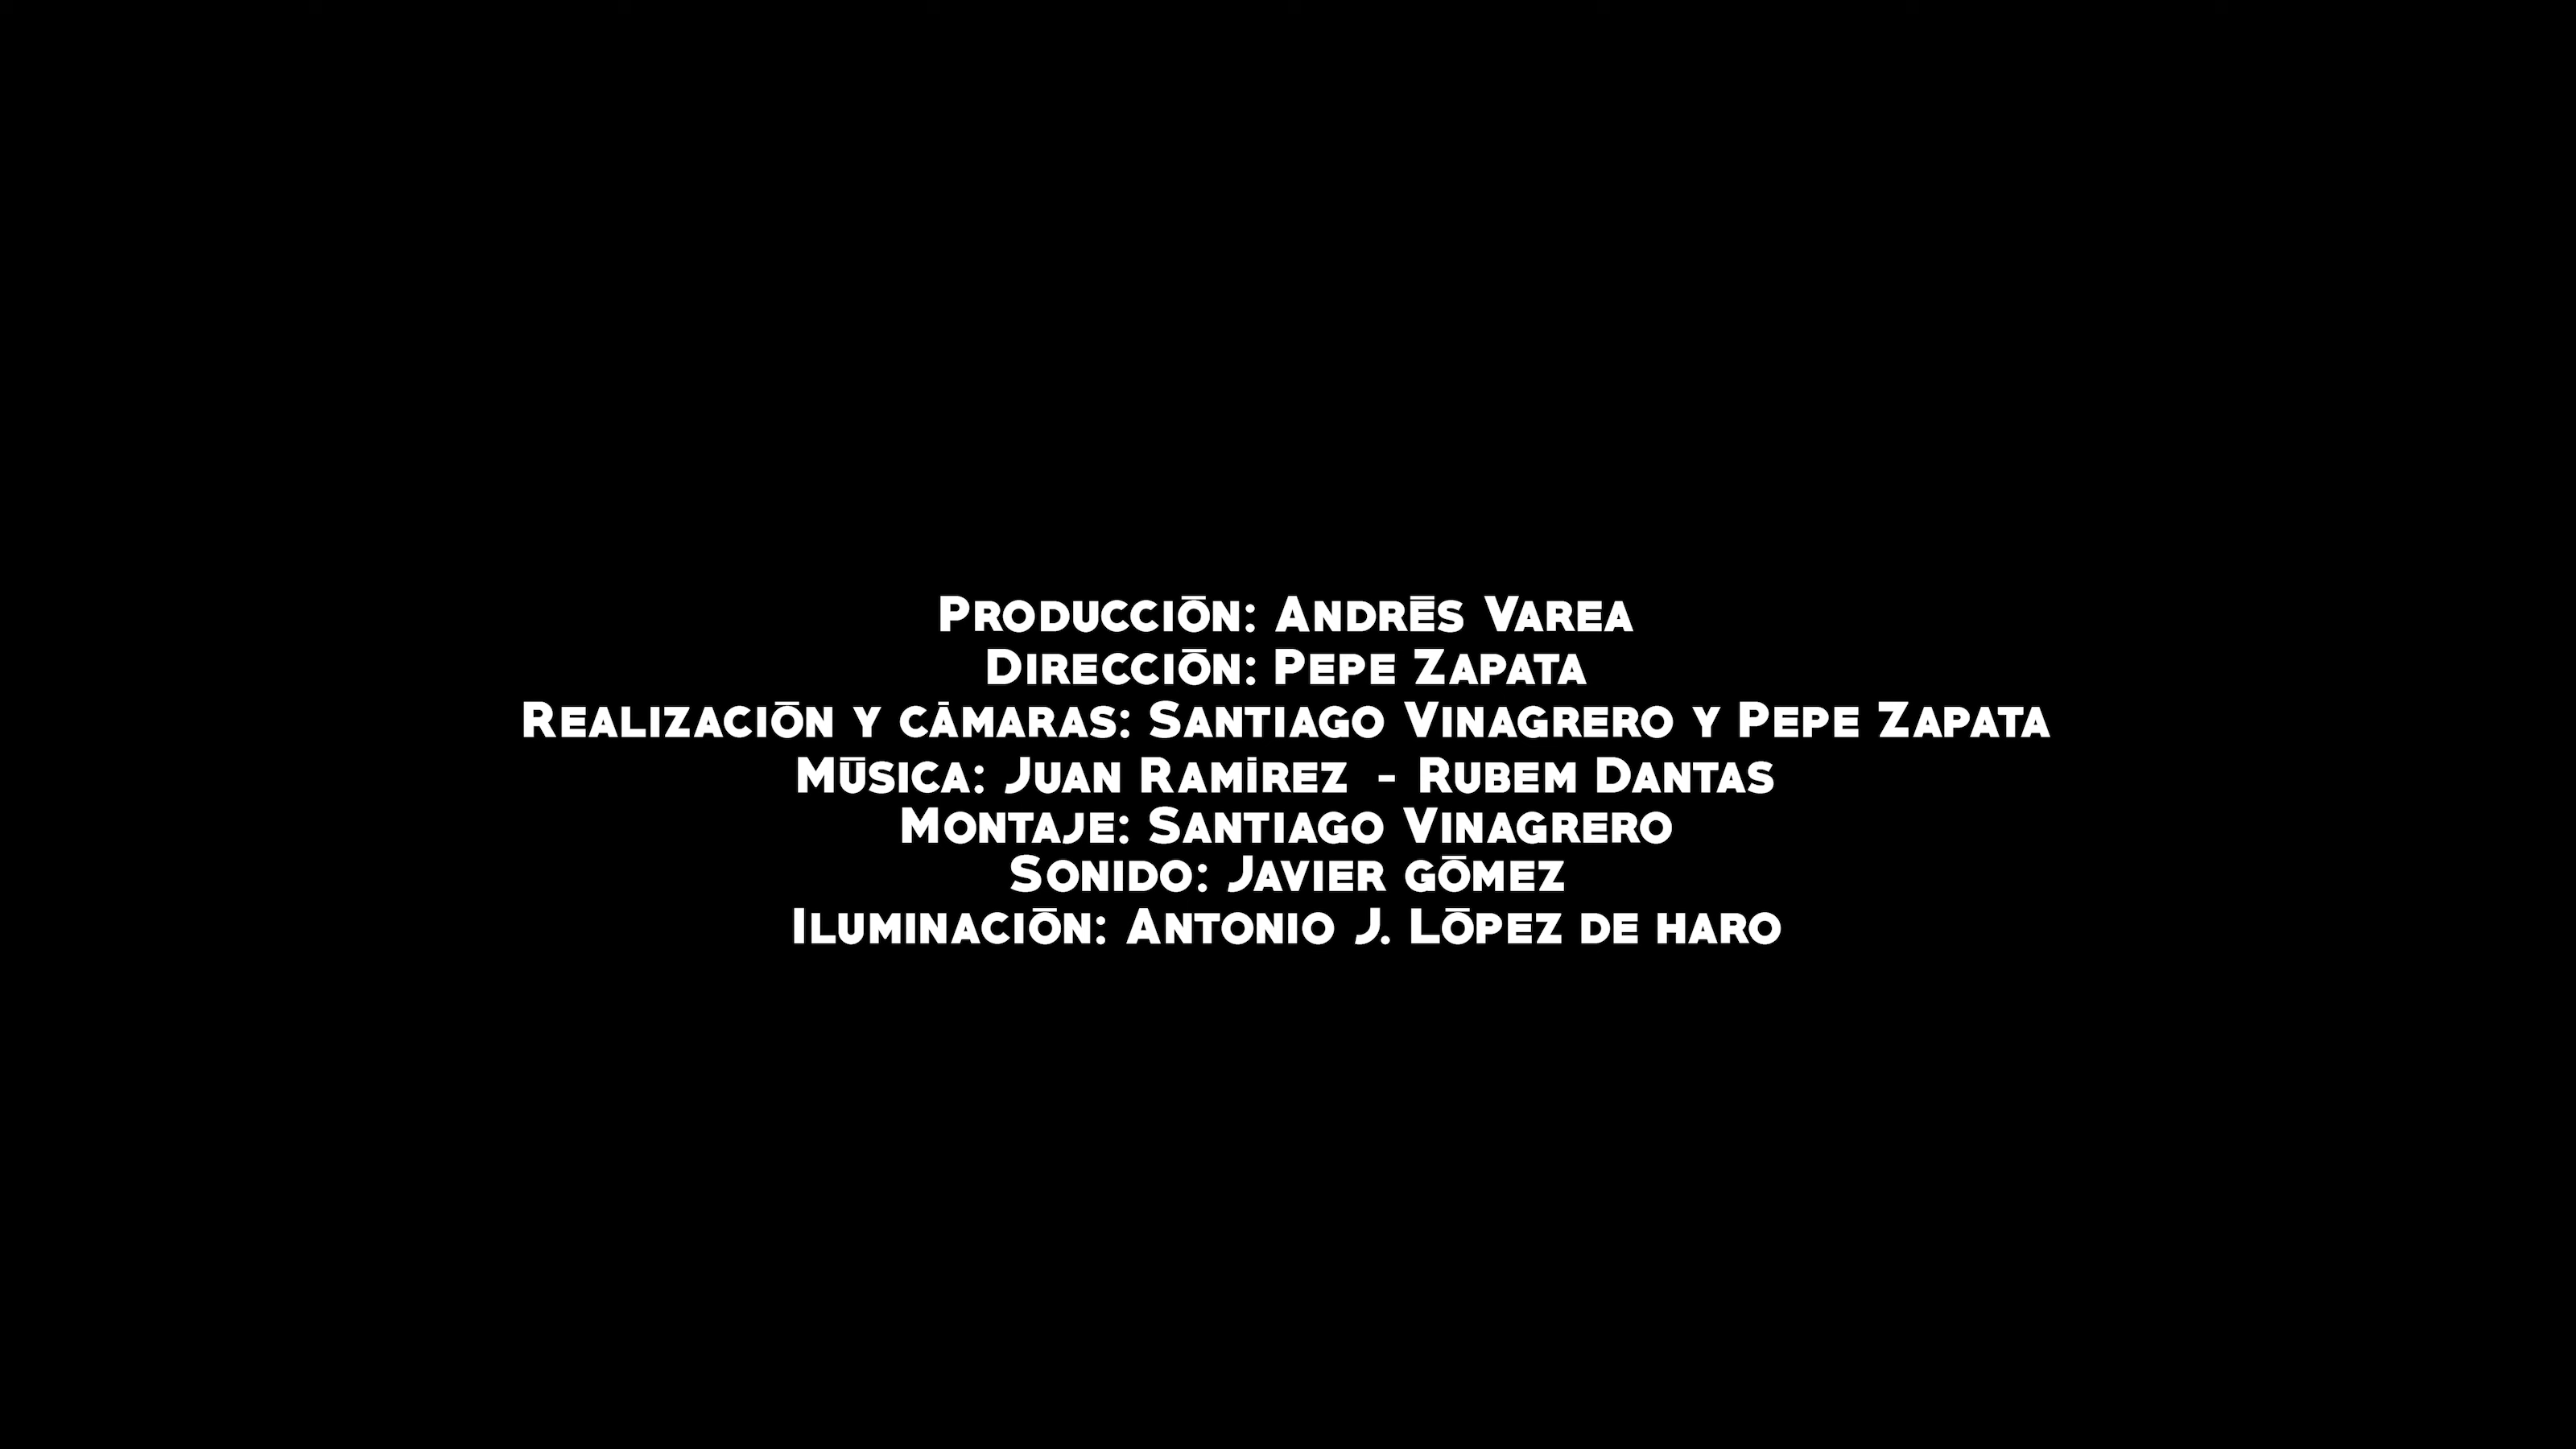 Producción: Andrés Varea
Dirección: Pepe Zapata
Realización y cámaras: Santiago Vinagrero y Pepe Zapata
Música: Juan Ramírez - Rubem Dantas
Montaje: Santiago Vinagrero
Sonido: Javier gómez
Iluminación: Antonio J. López de haro